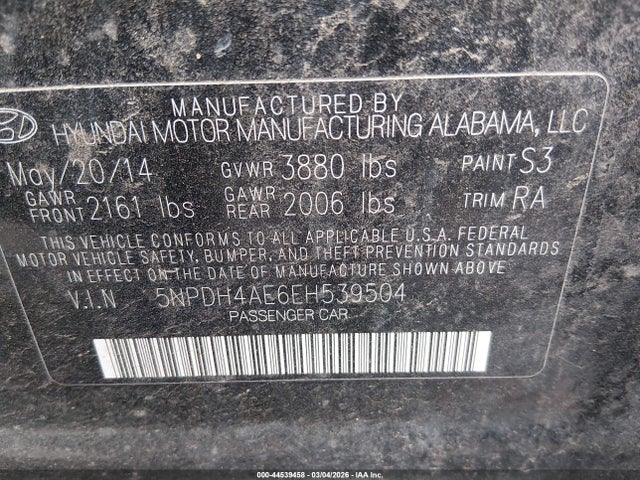 MANUFACTURED BY
HYUNDAI MOTOR MANUFACTURING ALABAMA, LLC
May/20/14 GVWR 3880 lbs PAINT S3
GAWR FRONT 2161 lbs GAWR REAR 2006 lbs TRIM RA
THIS VEHICLE CONFORMS TO ALL APPLICABLE U.S.A. FEDERAL
MOTOR VEHICLE SAFETY, BUMPER, AND THEFT PREVENTION STANDARDS
IN EFFECT ON THE DATE OF MANUFACTURE SHOWN ABOVE.
V.I.N 5NPDH4AE6EH539504
PASSENGER CAR
000-44539458 - 03/04/2026 - IAA Inc.